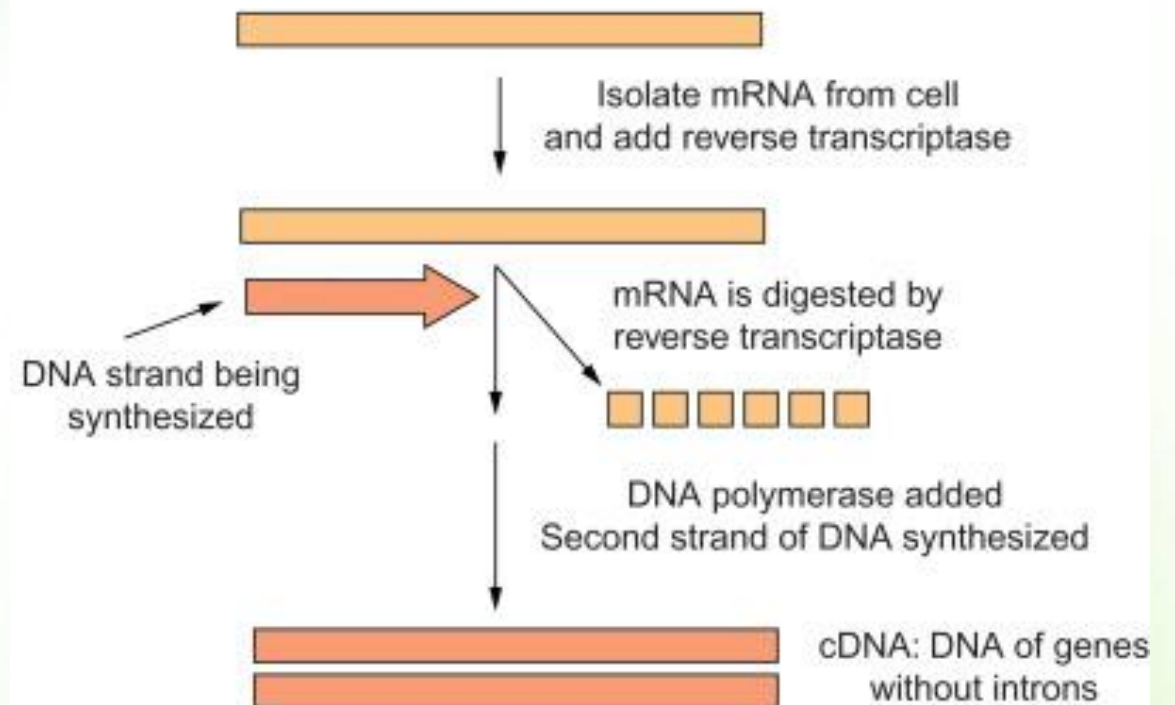 Isolate mRNA from cell
and add reverse transcriptase
mRNA is digested by
reverse transcriptase
DNA strand being
synthesized
DNA polymerase added
Second strand of DNA synthesized
cDNA: DNA of genes
without introns